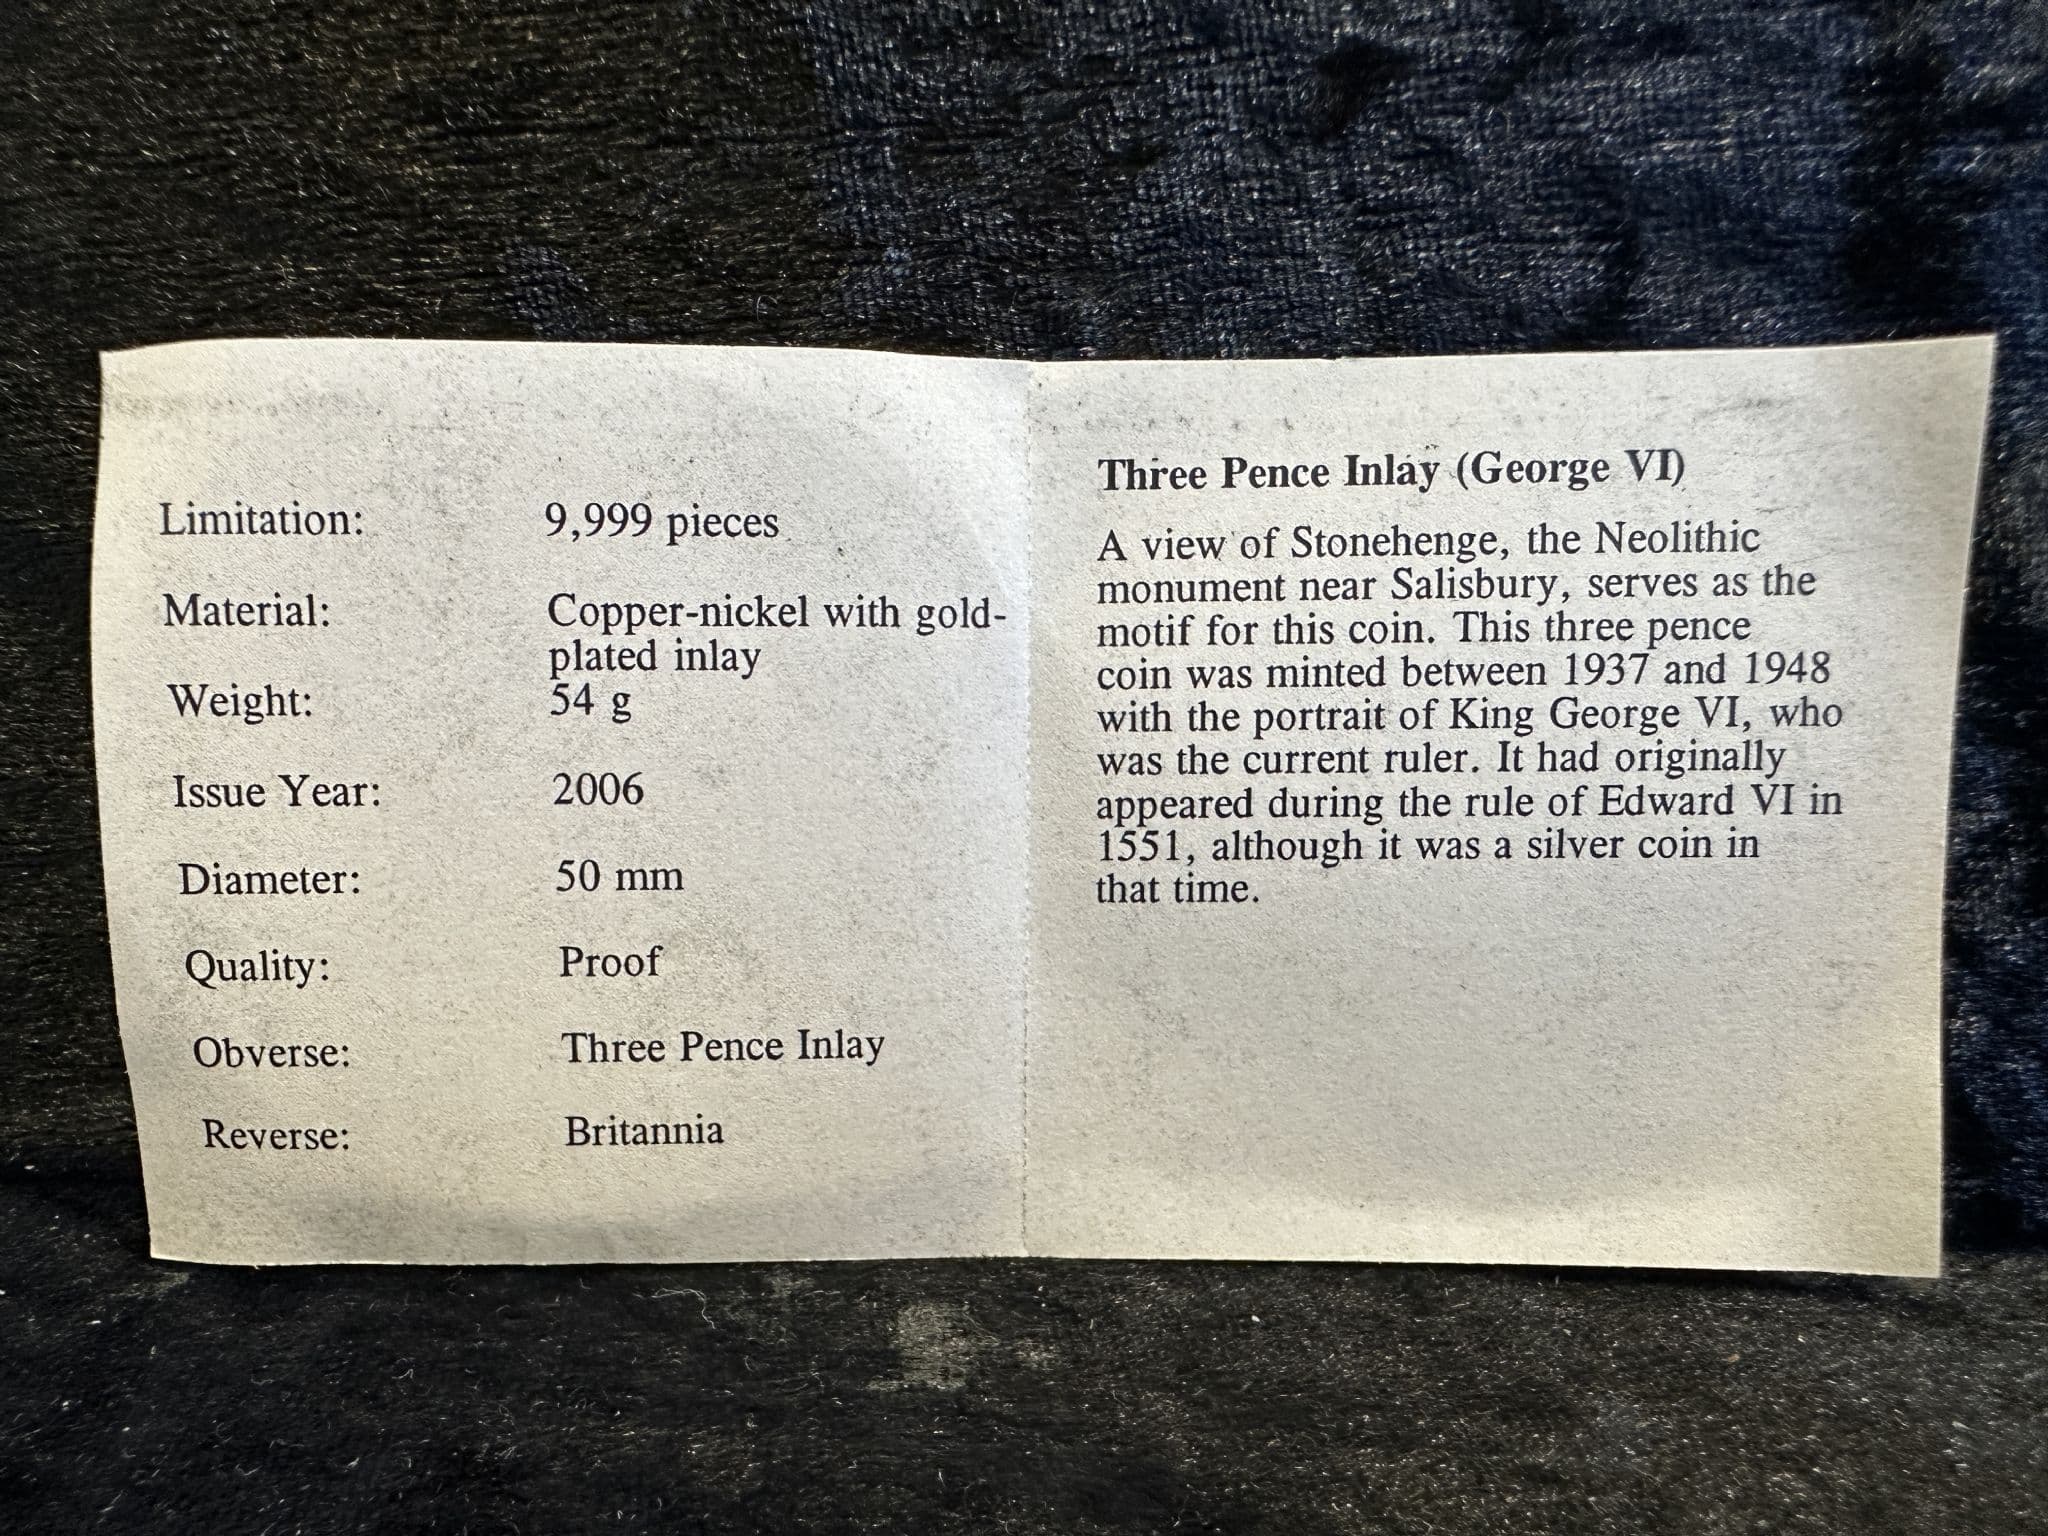 Limitation: 9,999 pieces
Material: Copper-nickel with gold-
plated inlay
Weight: 54 g
Issue Year: 2006
Diameter: 50 mm
Quality: Proof
Obverse: Three Pence Inlay
Reverse: Britannia
Three Pence Inlay (George VI)
A view of Stonehenge, the Neolithic
monument near Salisbury, serves as the
motif for this coin. This three pence
coin was minted between 1937 and 1948
with the portrait of King George VI, who
was the current ruler. It had originally
appeared during the rule of Edward VI in
1551, although it was a silver coin in
that time.